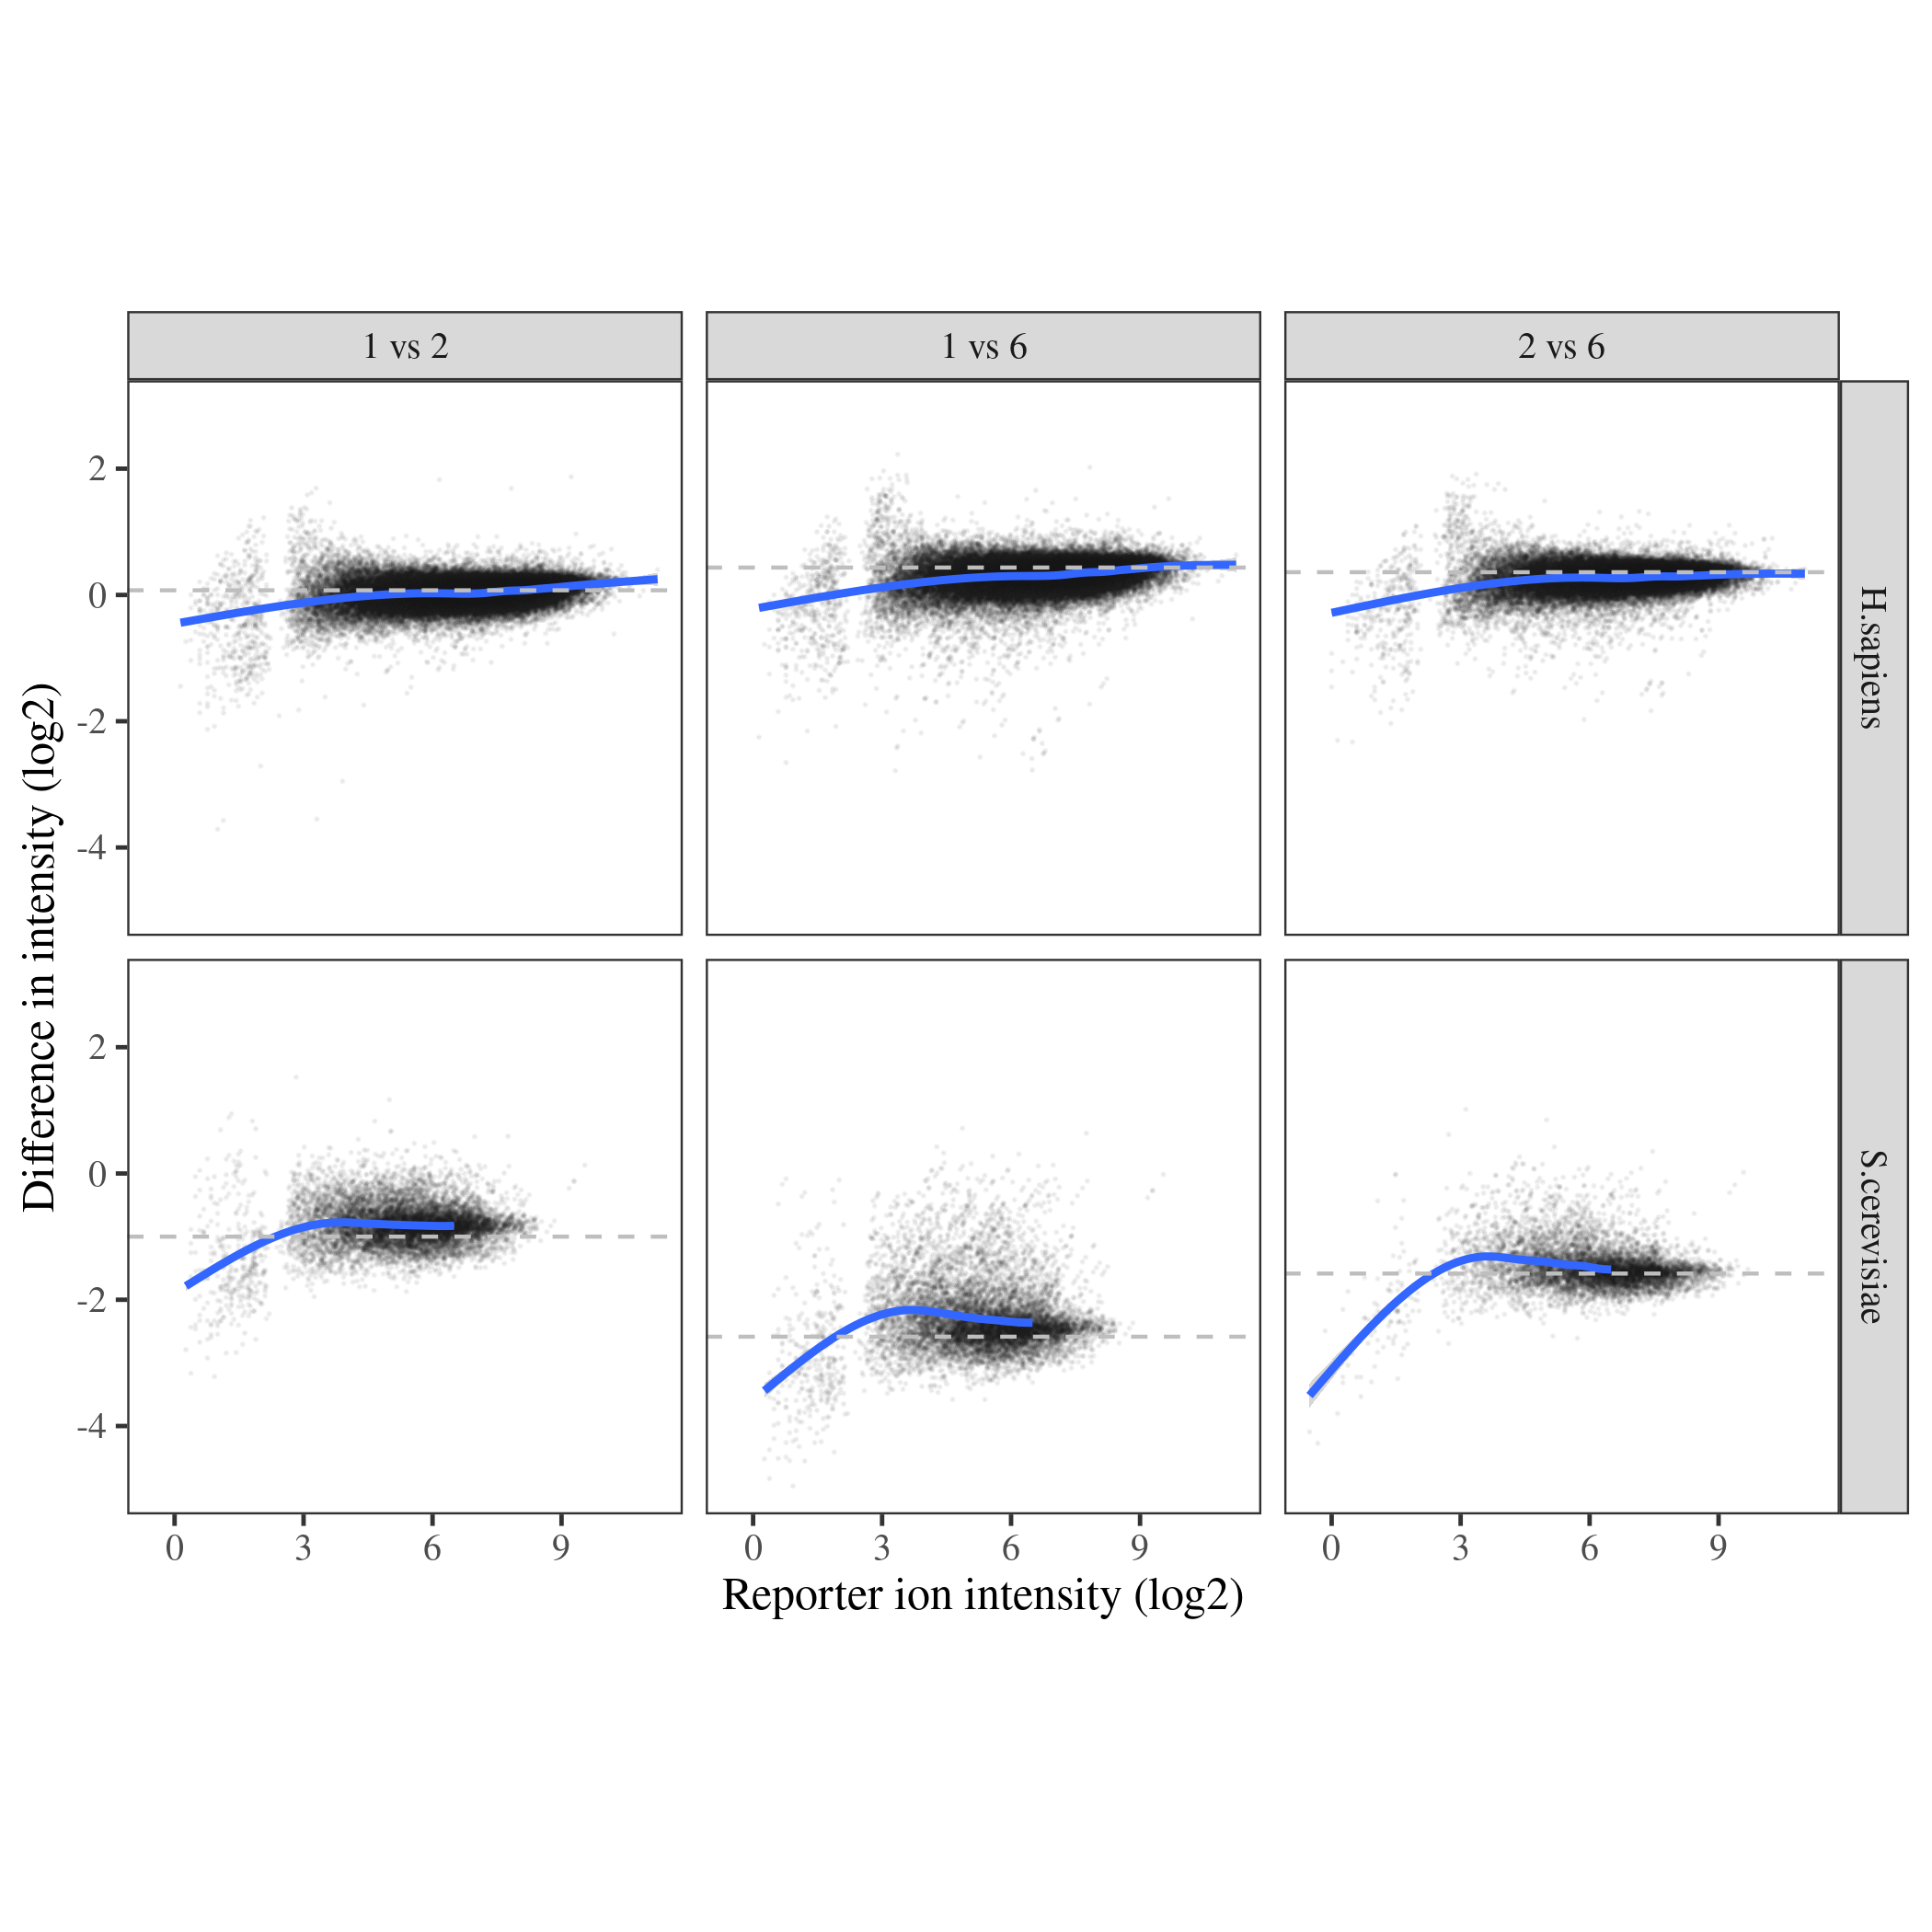 1 vs 2
1 vs 6
2 vs 6
Difference in intensity (log2)
2
0
-2
-4
H.sapiens
2
0
-2
-4
S.cerevisiae
0 3 6 9
0 3 6 9
0 3 6 9
Reporter ion intensity (log2)